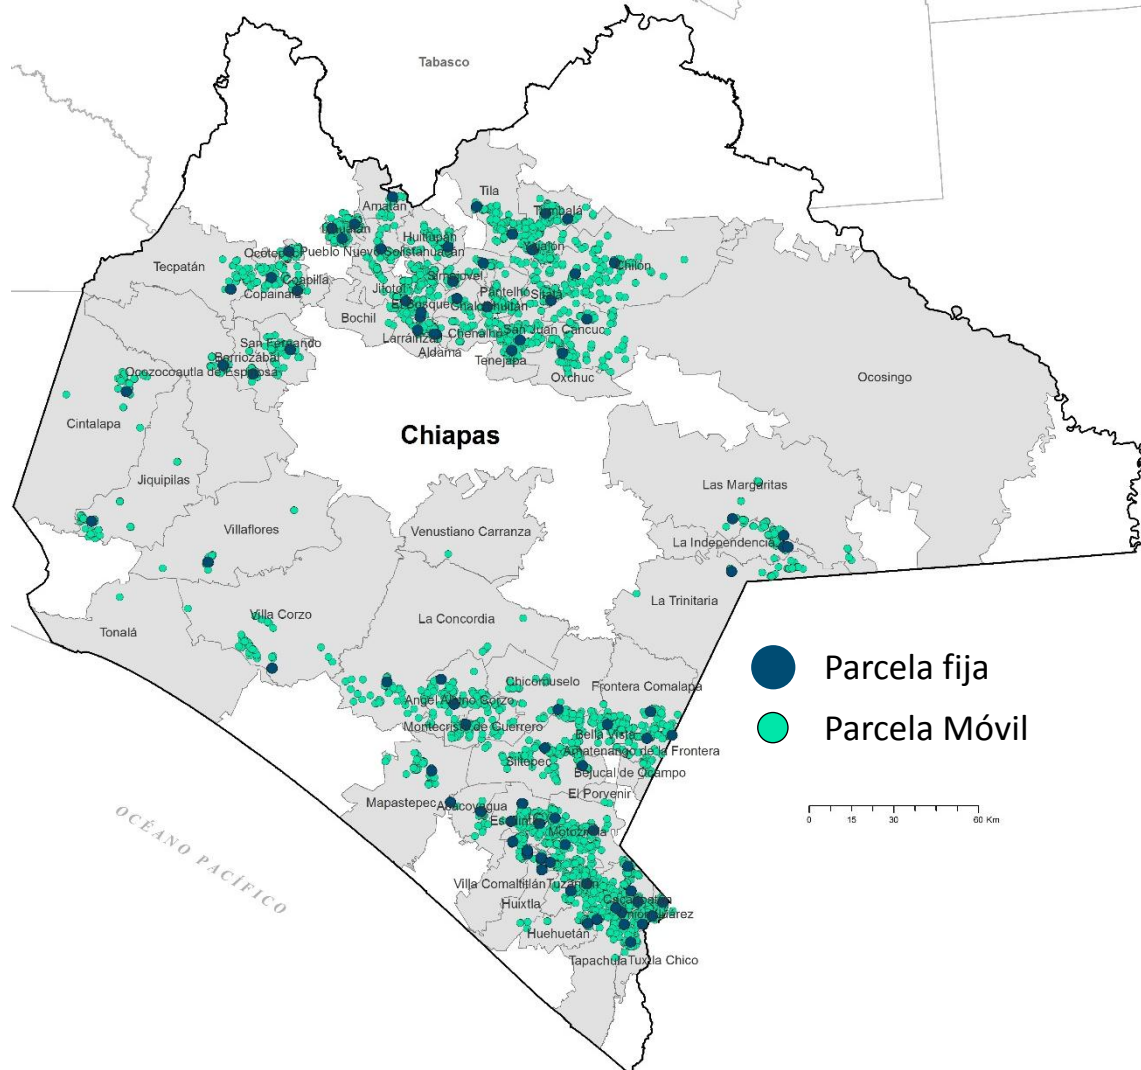 Tabasco
Tila
Amatán
Tumbalá
Huitiupán
Ocotepec
Pueblo Nuevo Solistahuacán
Yajalón
Tecpatán
Chilón
Simojovel
Coapilla
Jitotol
Pantelhó
Copainalá
Sitalá
El Bosque
Chalchihuitán
Bochil
San Juan Cancuc
Larráinzar
Chenalhó
San Fernando
Aldama
Tenejapa
Berriozábal
Ocozocoautla de Espinosa
Oxchuc
Ocosingo
Cintalapa
Chiapas
Jiquipilas
Las Margaritas
Villaflores
Venustiano Carranza
La Independencia
La Trinitaria
Villa Corzo
La Concordia
Tonalá
Parcela fija
Chicomuselo
Frontera Comalapa
Angel Albino Corzo
Montecristo de Guerrero
Parcela Móvil
Bella Vista
Amatenango de la Frontera
Siltepec
Bejucal de Ocampo
El Porvenir
Mapastepec
Acacoyagua
0 15 30 60 Km
Escuintla
Motozintla
OCÉANO PACÍFICO
Villa Comaltitlán
Tuzantán
Huixtla
Cacahoatán
Unión Juárez
Huehuetán
Tapachula
Tuxtla Chico